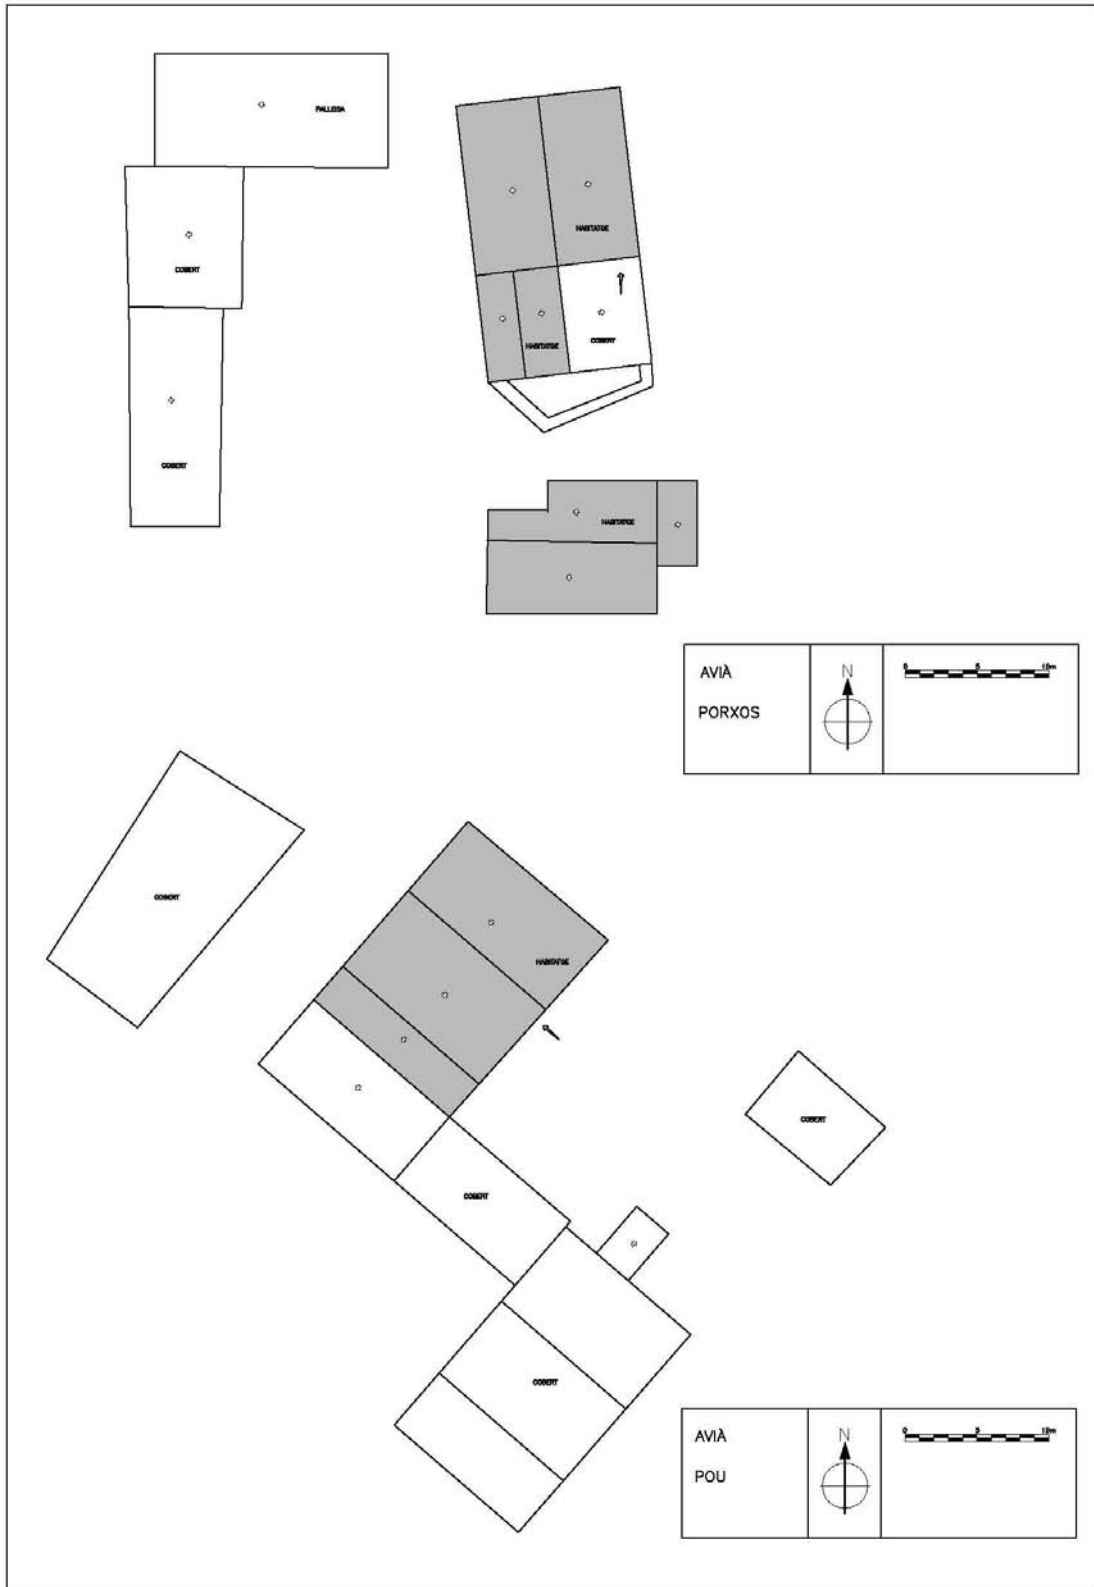 PALLISSA
COBERT
COBERT
HABITATGE
HABITATGE
COBERT
HABITATGE
AVIÀ
PORXOS
N
0 5 10m
COBERT
HABITATGE
COBERT
COBERT
COBERT
AVIÀ
POU
N
0 5 10m